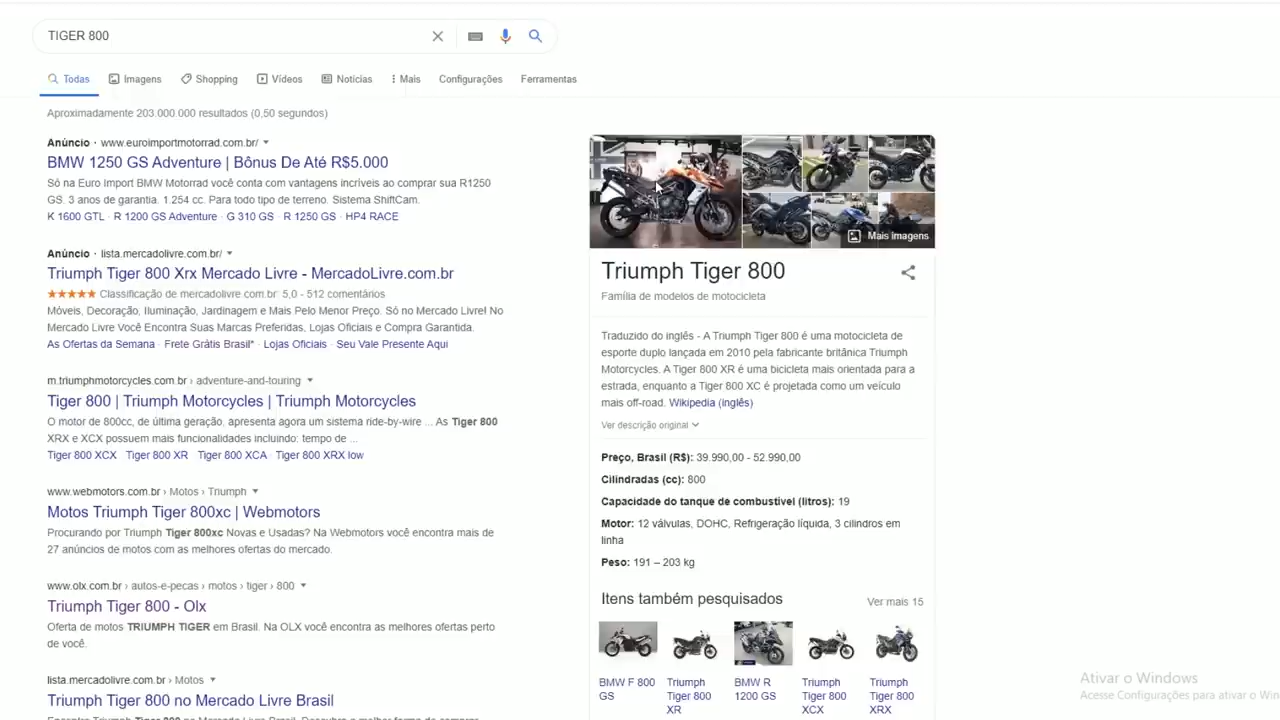 TIGER 800
Todas
Imagens
Shopping
Vídeos
Notícias
Mais
Configurações
Ferramentas
Aproximadamente 203.000.000 resultados (0,50 segundos)
Anúncio · www.euroimportmotorrad.com.br/
BMW 1250 GS Adventure | Bônus De Até R$5.000
Só na Euro Import BMW Motorrad você conta com vantagens incríveis ao comprar sua R1250
GS. 3 anos de garantia. 1.254 cc. Para todo tipo de terreno. Sistema ShiftCam.
K 1600 GTL · R 1200 GS Adventure · G 310 GS · R 1250 GS · HP4 RACE
Anúncio · lista.mercadolivre.com.br/
Triumph Tiger 800 Xrx Mercado Livre - MercadoLivre.com.br
Classificação de mercadolivre.com.br: 5,0 - 512 comentários
Móveis, Decoração, Iluminação, Jardinagem e Mais Pelo Menor Preço. Só no Mercado Livre! No
Mercado Livre Você Encontra Suas Marcas Preferidas, Lojas Oficiais e Compra Garantida.
As Ofertas da Semana · Frete Grátis Brasil* · Lojas Oficiais · Seu Vale Presente Aqui
m.triumphmotorcycles.com.br › adventure-and-touring
Tiger 800 | Triumph Motorcycles | Triumph Motorcycles
O motor de 800cc, de última geração, apresenta agora um sistema ride-by-wire ... As Tiger 800
XRX e XCX possuem mais funcionalidades incluindo: tempo de ...
Tiger 800 XCX · Tiger 800 XR · Tiger 800 XCA · Tiger 800 XRX low
www.webmotors.com.br › Motos › Triumph
Motos Triumph Tiger 800xc | Webmotors
Procurando por Triumph Tiger 800xc Novas e Usadas? Na Webmotors você encontra mais de
27 anúncios de motos com as melhores ofertas do mercado.
www.olx.com.br › autos-e-pecas › motos › tiger › 800
Triumph Tiger 800 - Olx
Oferta de motos TRIUMPH TIGER em Brasil. Na OLX você encontra as melhores ofertas perto
de você.
lista.mercadolivre.com.br › Motos
Triumph Tiger 800 no Mercado Livre Brasil
Mais imagens
Triumph Tiger 800
Família de modelos de motocicleta
Traduzido do inglês - A Triumph Tiger 800 é uma motocicleta de
esporte duplo lançada em 2010 pela fabricante britânica Triumph
Motorcycles. A Tiger 800 XR é uma bicicleta mais orientada para a
estrada, enquanto a Tiger 800 XC é projetada como um veículo
mais off-road. Wikipedia (inglês)
Ver descrição original
Preço, Brasil (R$): 39.990,00 - 52.990,00
Cilindradas (cc): 800
Capacidade do tanque de combustível (litros): 19
Motor: 12 válvulas, DOHC, Refrigeração líquida, 3 cilindros em
linha
Peso: 191 – 203 kg
Itens também pesquisados
Ver mais 15
BMW F 800
GS
Triumph
Tiger 800
XR
BMW R
1200 GS
Triumph
Tiger 800
XCX
Triumph
Tiger 800
XRX
Ativar o Windows
Acesse Configurações para ativar o Win